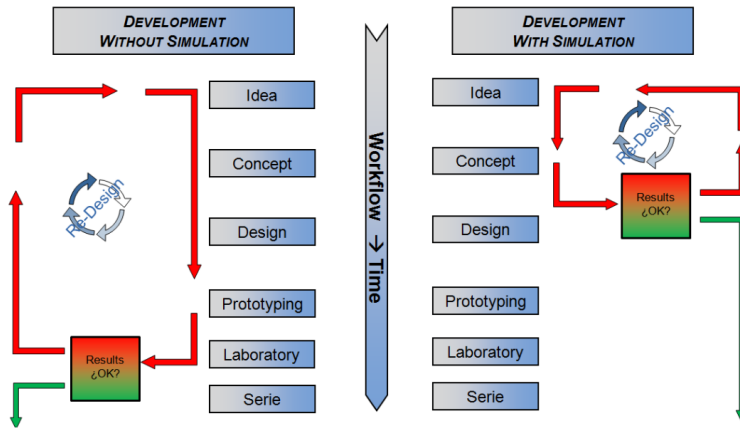 DEVELOPMENT
WITHOUT SIMULATION
Idea
Concept
Re-Design
Design
Prototyping
Results
¿OK?
Laboratory
Serie
Workflow → Time
DEVELOPMENT
WITH SIMULATION
Idea
Re-Design
Concept
Results
¿OK?
Design
Prototyping
Laboratory
Serie